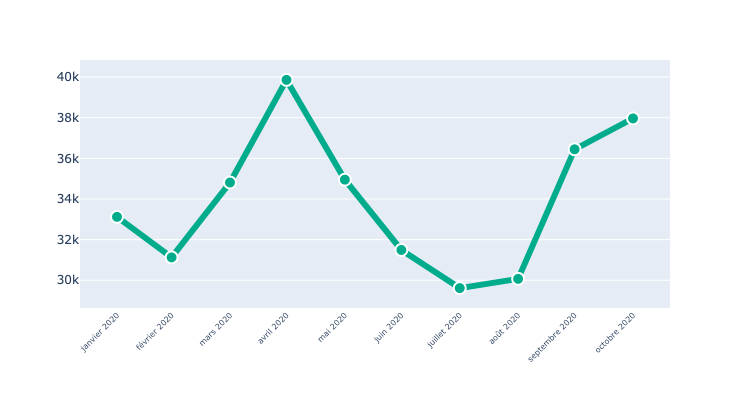 40k
38k
36k
34k
32k
30k
janvier 2020
février 2020
mars 2020
avril 2020
mai 2020
juin 2020
juillet 2020
août 2020
septembre 2020
octobre 2020